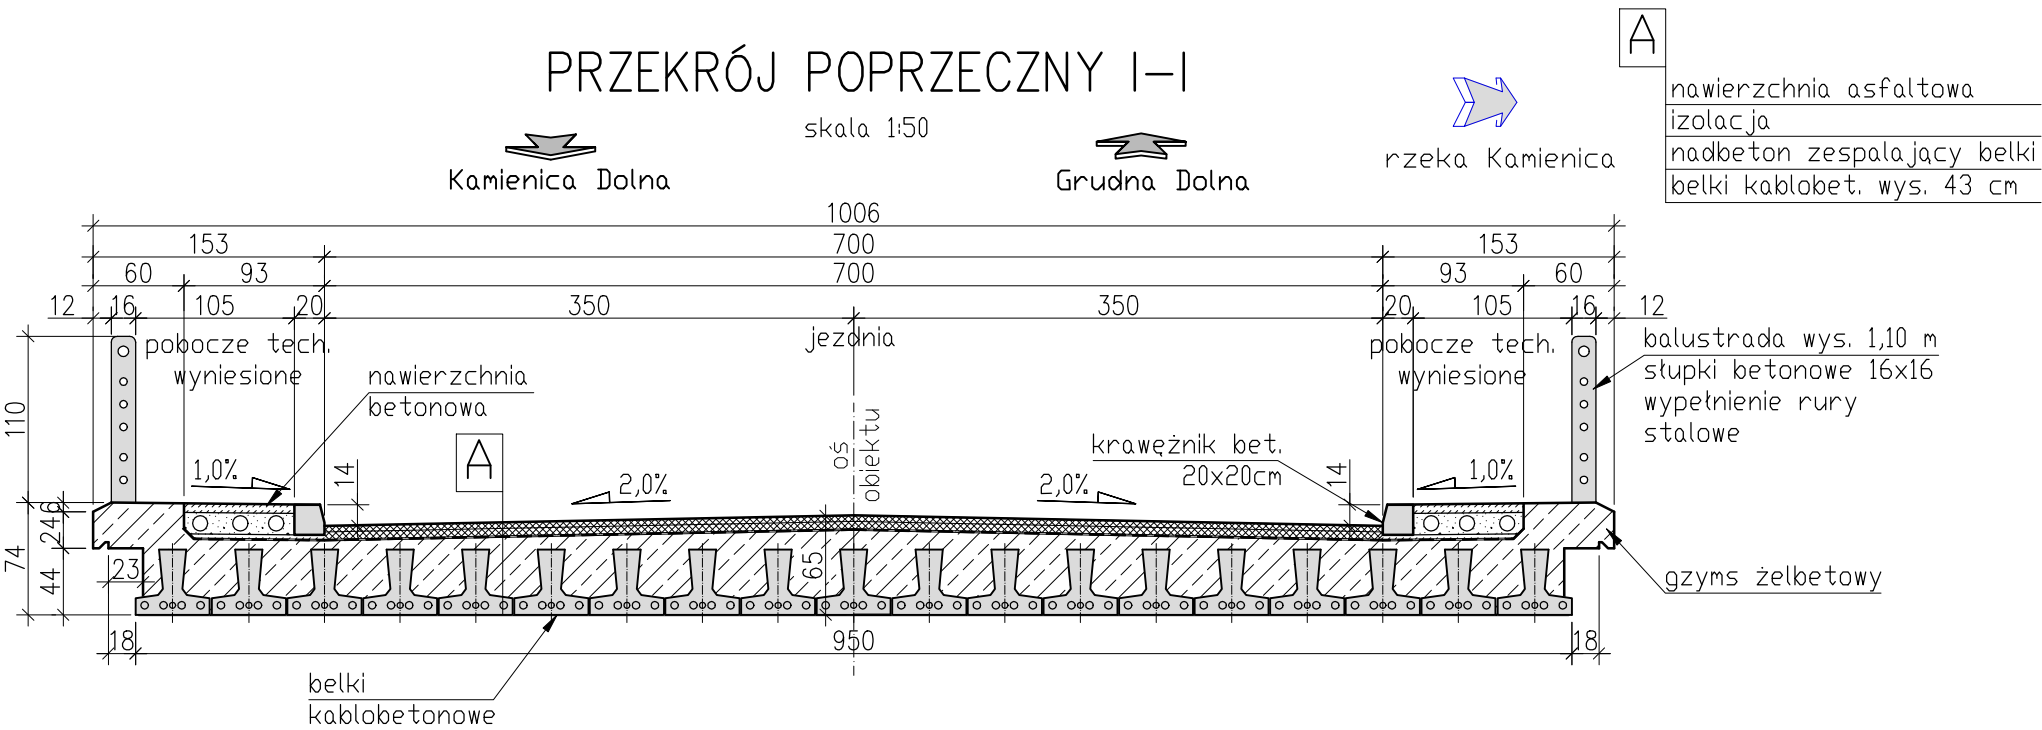 PRZEKRÓJ POPRZECZNY I-I
skala 1:50
Kamienica Dolna
Grudna Dolna
rzeka Kamienica
A
nawierzchnia asfaltowa
izolacja
nadbeton zespalający belki
belki kablobet. wys. 43 cm
1006
153 700 153
60 93 700 93 60
12 16 105 20 350 350 20 105 16 12
pobocze tech.
wyniesione
jezdnia
pobocze tech.
wyniesione
balustrada wys. 1,10 m
słupki betonowe 16x16
wypełnienie rury
stalowe
nawierzchnia
betonowa
A
oś
obiektu
krawężnik bet.
20x20cm
110
1,0%
14
2,0%
2,0%
14
1,0%
6
24
74
44
23
65
gzyms żelbetowy
18 950 18
belki
kablobetonowe